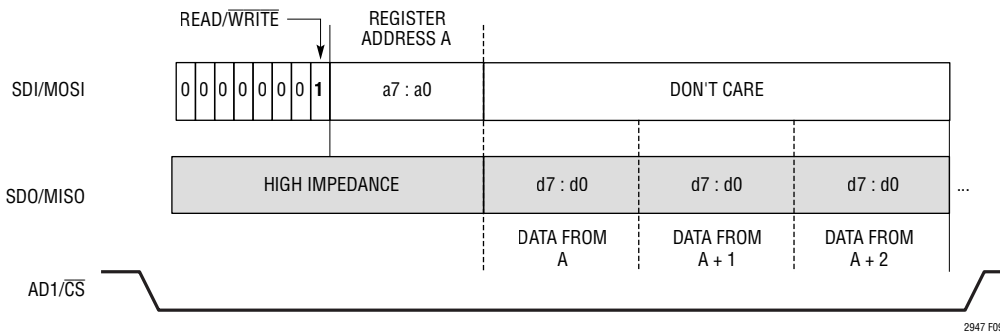 READ/WRITE
REGISTER
ADDRESS A
SDI/MOSI
0 0 0 0 0 0 0 1
a7 : a0
DON'T CARE
SDO/MISO
HIGH IMPEDANCE
d7 : d0
d7 : d0
d7 : d0
...
DATA FROM
A
DATA FROM
A + 1
DATA FROM
A + 2
AD1/CS
2947 F09